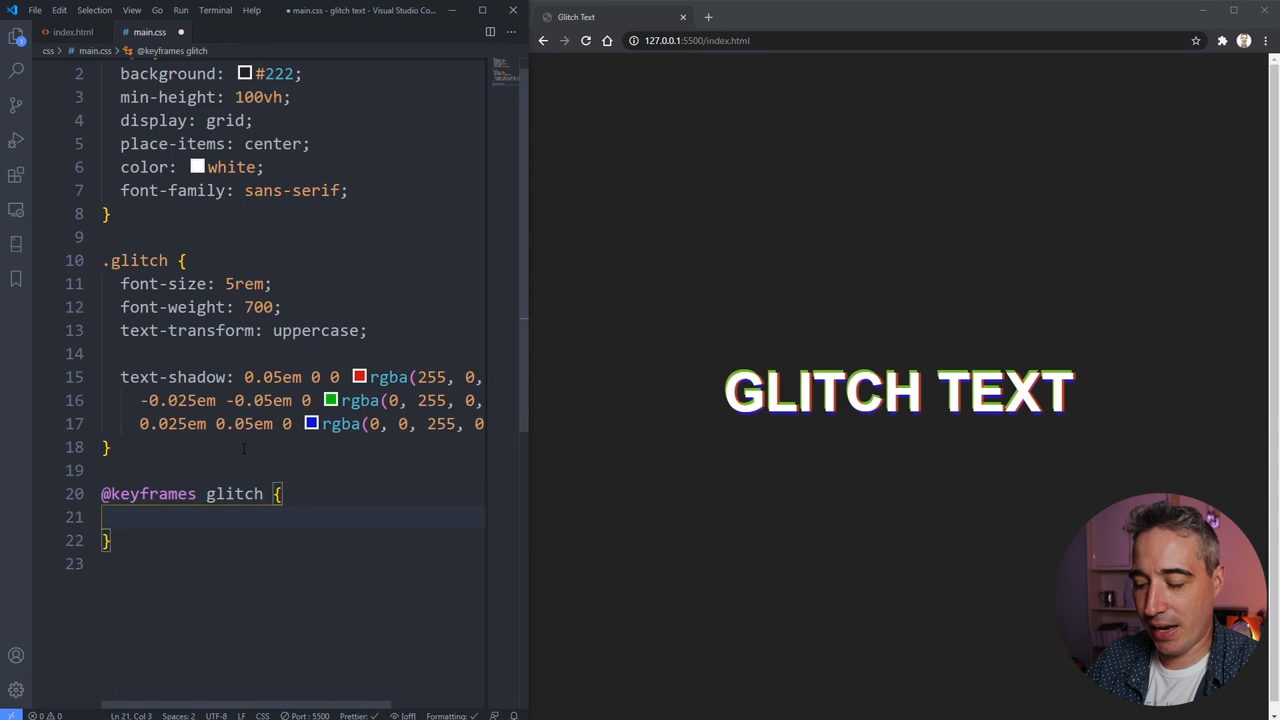 File Edit Selection View Go Run Terminal Help ● main.css - glitch text - Visual Studio Co...
index.html
main.css
css > main.css > @keyframes glitch
2 background: #222;
3 min-height: 100vh;
4 display: grid;
5 place-items: center;
6 color: white;
7 font-family: sans-serif;
8 }
9
10 .glitch {
11 font-size: 5rem;
12 font-weight: 700;
13 text-transform: uppercase;
14
15 text-shadow: 0.05em 0 0 rgba(255, 0,
16 -0.025em -0.05em 0 rgba(0, 255, 0,
17 0.025em 0.05em 0 rgba(0, 0, 255, 0
18 }
19
20 @keyframes glitch {
21
22 }
23
1
0 0 Ln 21, Col 3 Spaces: 2 UTF-8 LF CSS Port : 5500 Prettier: ✓ [off] Formatting: ✓
Glitch Text
127.0.0.1:5500/index.html
GLITCH TEXT